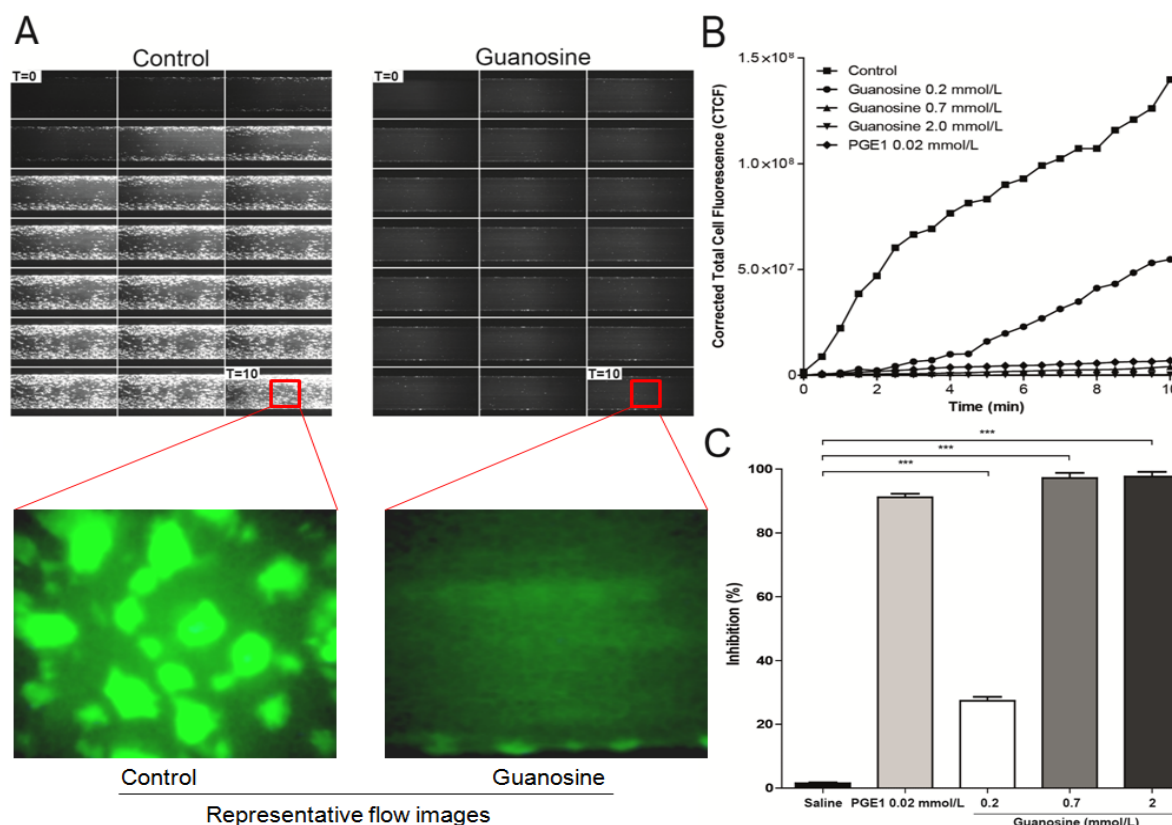 A
Control
Guanosine
T=0
T=0
T=10
T=10
Control
Guanosine
Representative flow images
B
Corrected Total Cell Fluorescence (CTCF)
1.5×10⁸
1.0×10⁸
5.0×10⁷
0
Control
Guanosine 0.2 mmol/L
Guanosine 0.7 mmol/L
Guanosine 2.0 mmol/L
PGE1 0.02 mmol/L
0 2 4 6 8 10
Time (min)
C
Inhibition (%)
100
80
60
40
20
0
***
***
***
Saline PGE1 0.02 mmol/L 0.2 0.7 2
Guanosine (mmol/L)